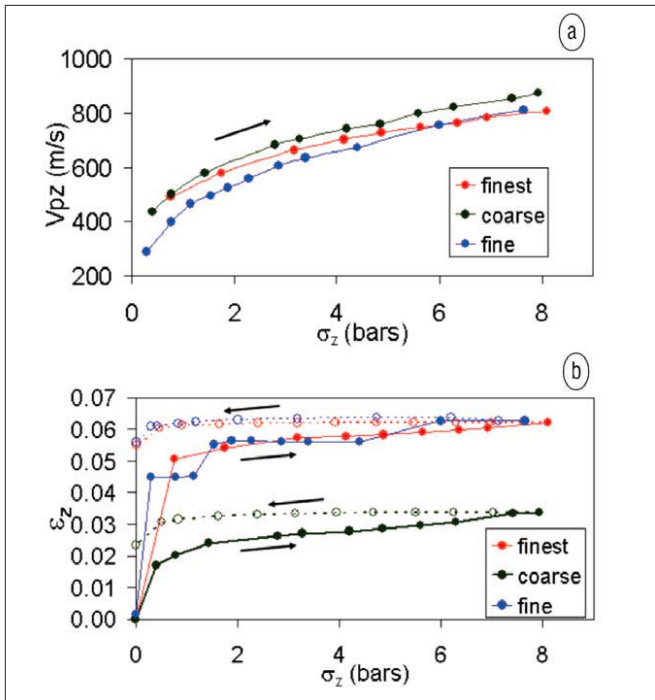 a
1000
800
600
400
200
Vpz (m/s)
finest
coarse
fine
0 2 4 6 8
σz (bars)
b
0.07
0.06
0.05
0.04
0.03
0.02
0.01
0.00
εz
finest
coarse
fine
0 2 4 6 8
σz (bars)